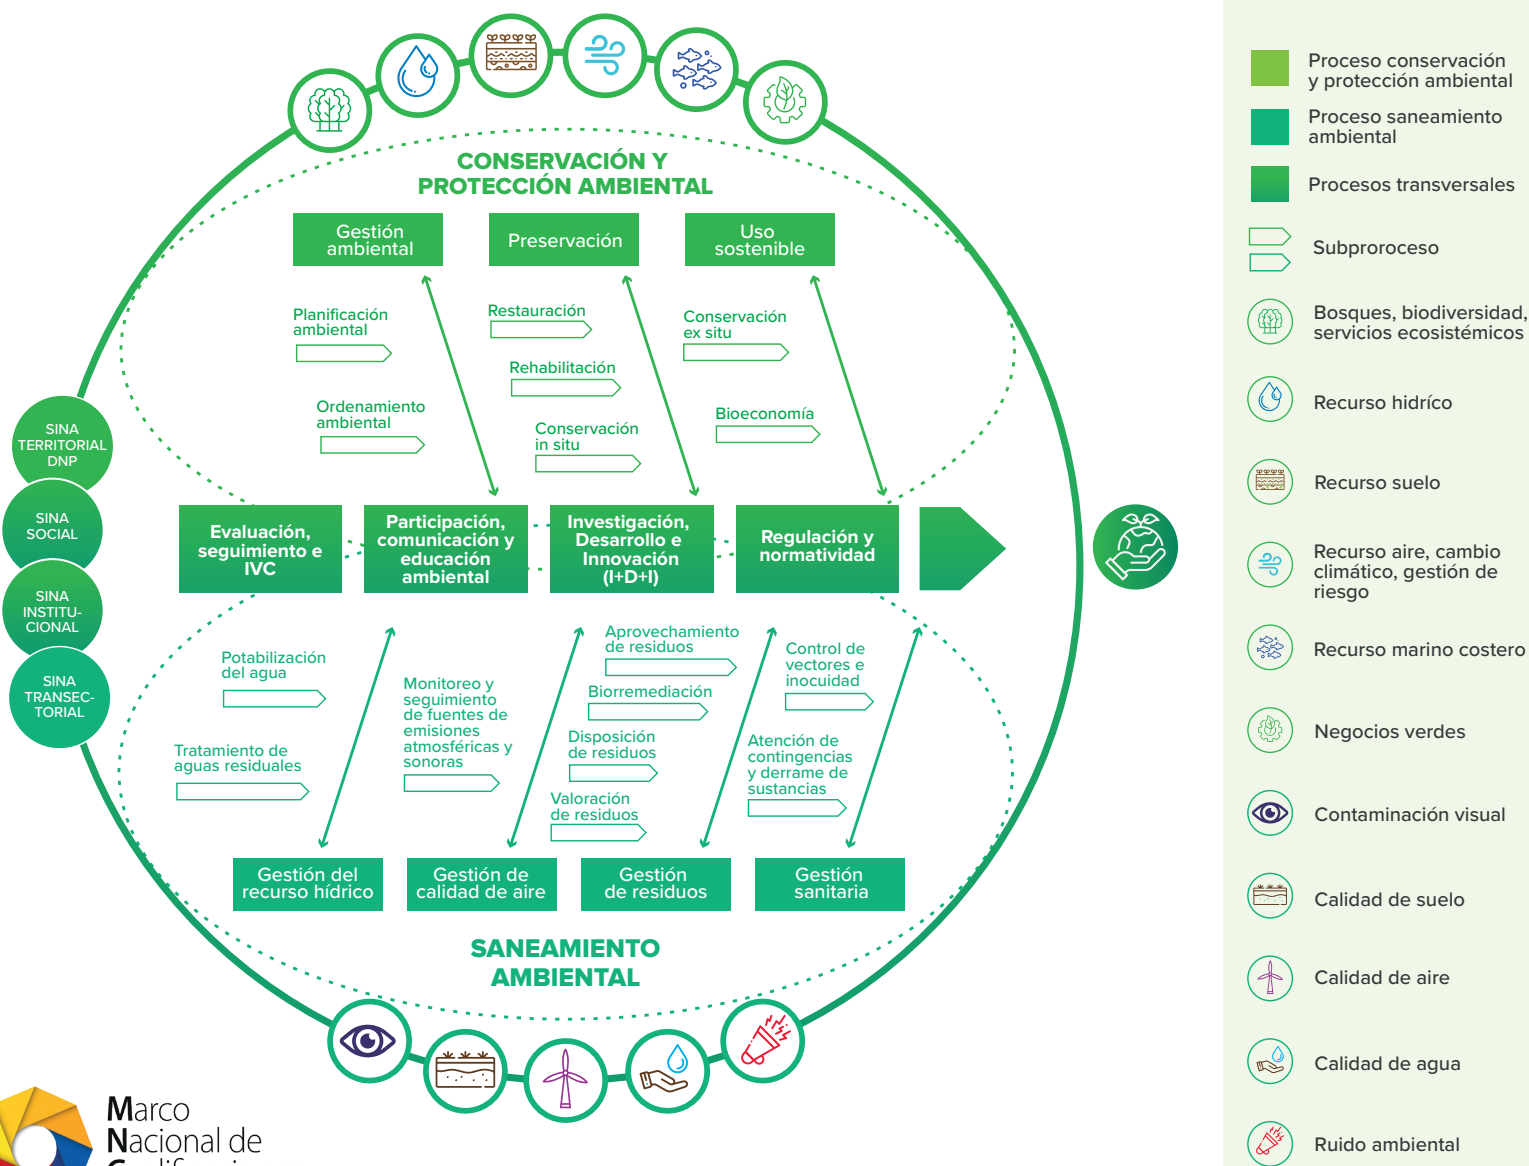 CONSERVACIÓN Y
PROTECCIÓN AMBIENTAL
Gestión
ambiental
Preservación
Uso
sostenible
Planificación
ambiental
Ordenamiento
ambiental
Restauración
Rehabilitación
Conservación
in situ
Conservación
ex situ
Bioeconomía
SINA
TERRITORIAL
DNP
SINA
SOCIAL
SINA
INSTITU-
CIONAL
SINA
TRANSEC-
TORIAL
Evaluación,
seguimiento e
IVC
Participación,
comunicación y
educación
ambiental
Investigación,
Desarrollo e
Innovación
(I+D+I)
Regulación y
normatividad
Potabilización
del agua
Tratamiento de
aguas residuales
Monitoreo y
seguimiento
de fuentes de
emisiones
atmosféricas y
sonoras
Aprovechamiento
de residuos
Biorremediación
Disposición
de residuos
Valoración
de residuos
Control de
vectores e
inocuidad
Atención de
contingencias
y derrame de
sustancias
Gestión del
recurso hídrico
Gestión de
calidad de aire
Gestión
de residuos
Gestión
sanitaria
SANEAMIENTO
AMBIENTAL
Marco
Nacional de
Proceso conservación
y protección ambiental
Proceso saneamiento
ambiental
Procesos transversales
Subproroceso
Bosques, biodiversidad,
servicios ecosistémicos
Recurso hidríco
Recurso suelo
Recurso aire, cambio
climático, gestión de
riesgo
Recurso marino costero
Negocios verdes
Contaminación visual
Calidad de suelo
Calidad de aire
Calidad de agua
Ruido ambiental